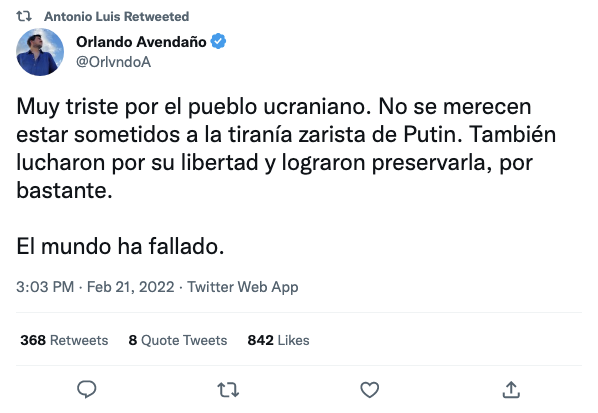 Antonio Luis Retweeted
Orlando Avendaño
@OrlvndoA
Muy triste por el pueblo ucraniano. No se merecen
estar sometidos a la tiranía zarista de Putin. También
lucharon por su libertad y lograron preservarla, por
bastante.
El mundo ha fallado.
3:03 PM · Feb 21, 2022 · Twitter Web App
368 Retweets 8 Quote Tweets 842 Likes